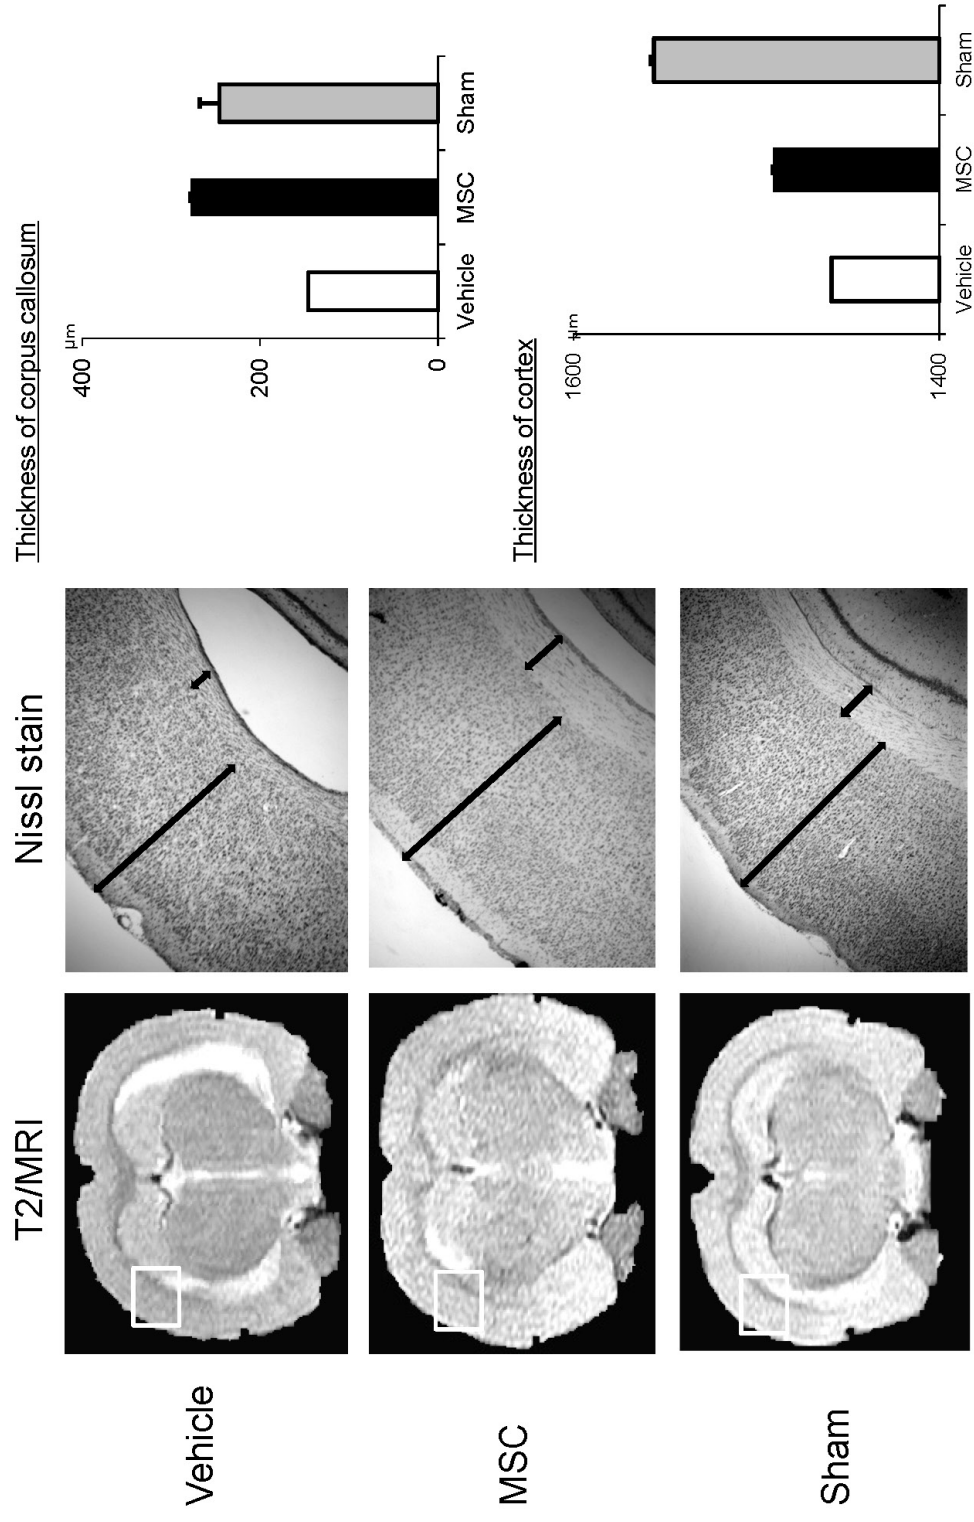 T2/MRI
Nissl stain
Vehicle
MSC
Sham
Thickness of corpus callosum
µm
400
200
0
Vehicle
MSC
Sham
Thickness of cortex
µm
1600
1400
Vehicle
MSC
Sham